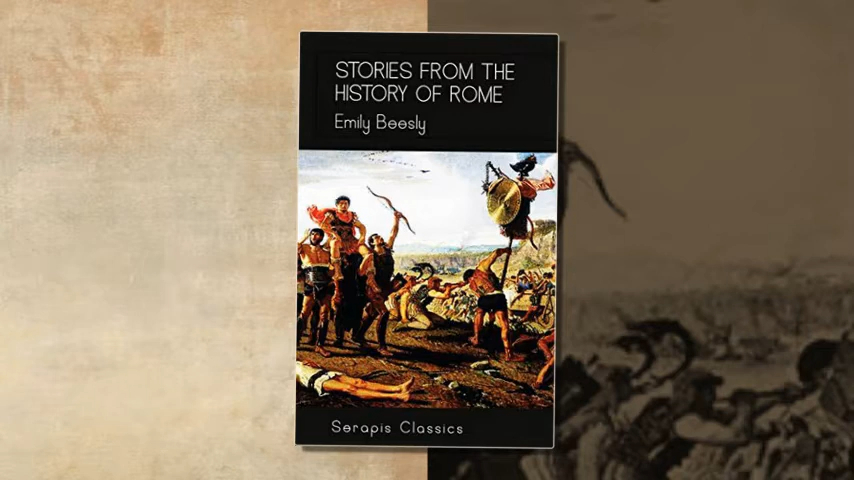 STORIES FROM THE
HISTORY OF ROME
Emily Beesly
Serapis Classics